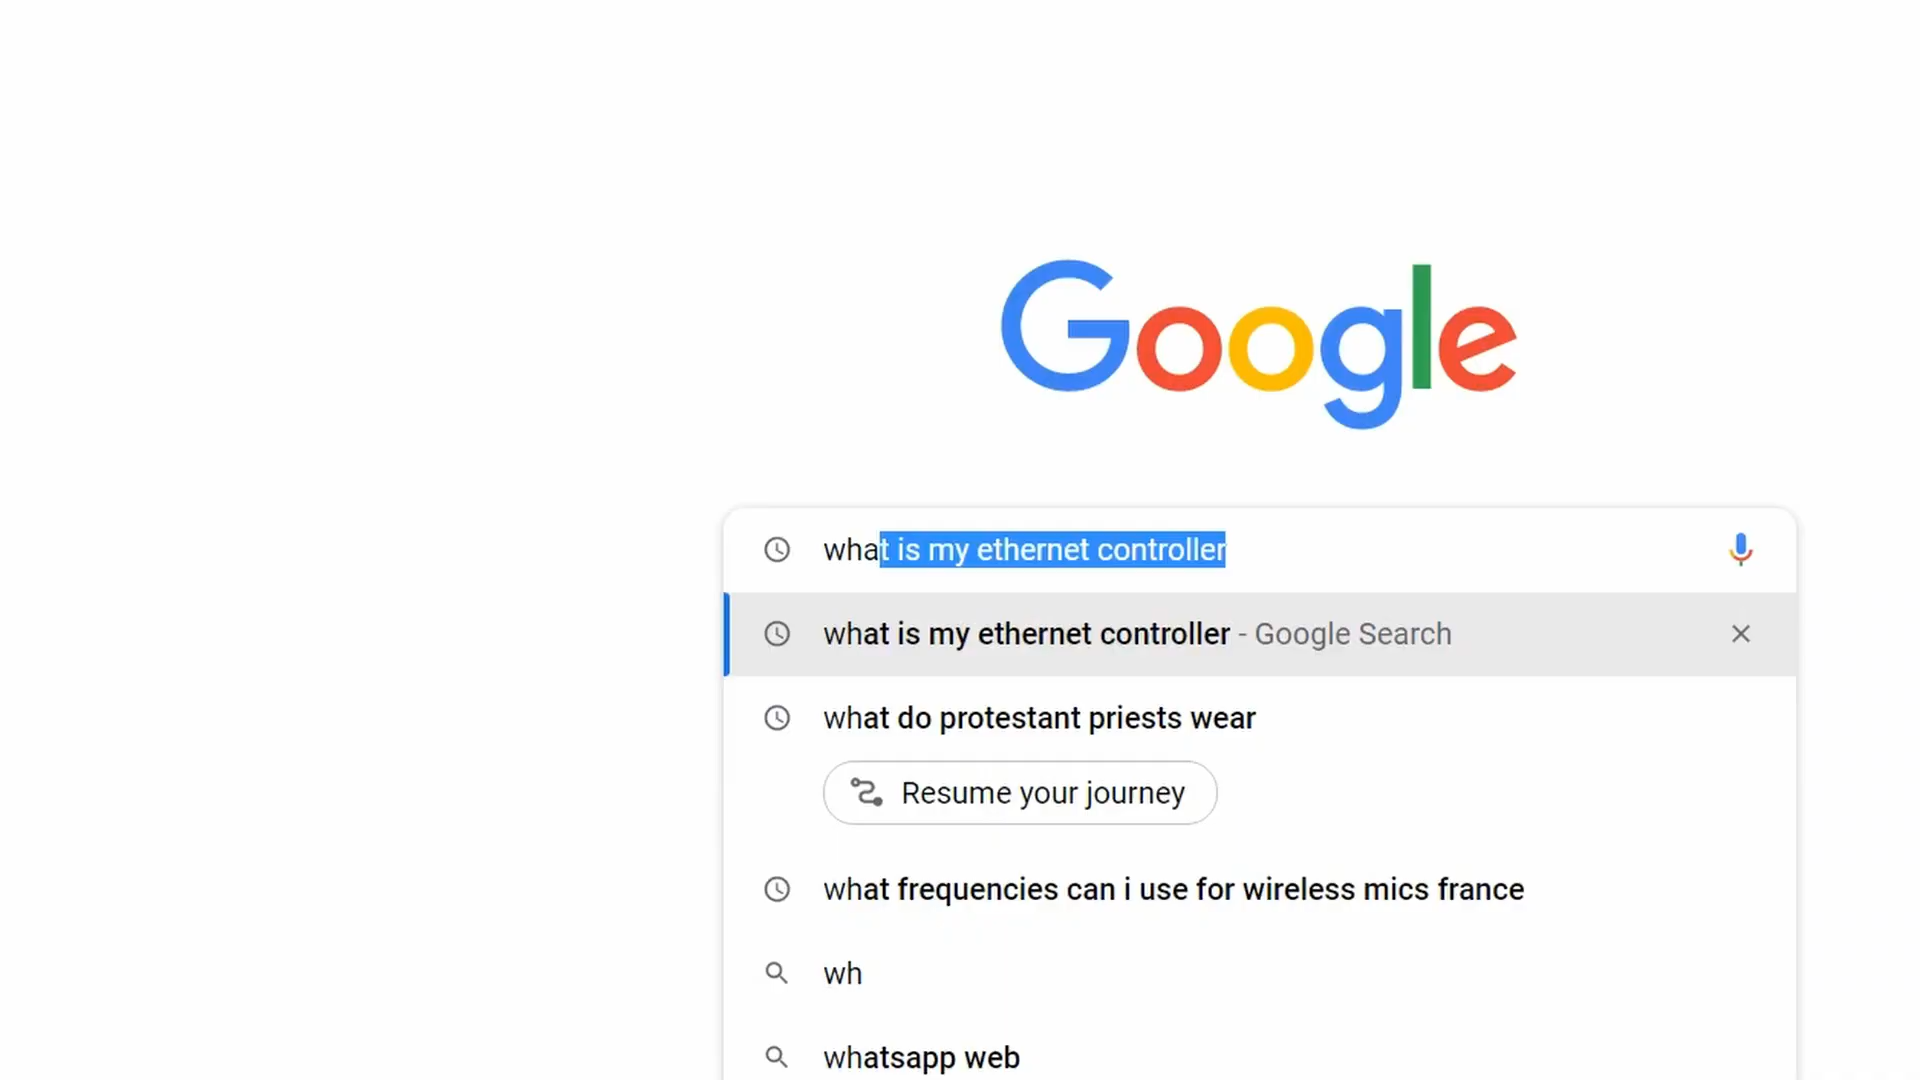 Google
what is my ethernet controller
what is my ethernet controller - Google Search
what do protestant priests wear
Resume your journey
what frequencies can i use for wireless mics france
wh
whatsapp web